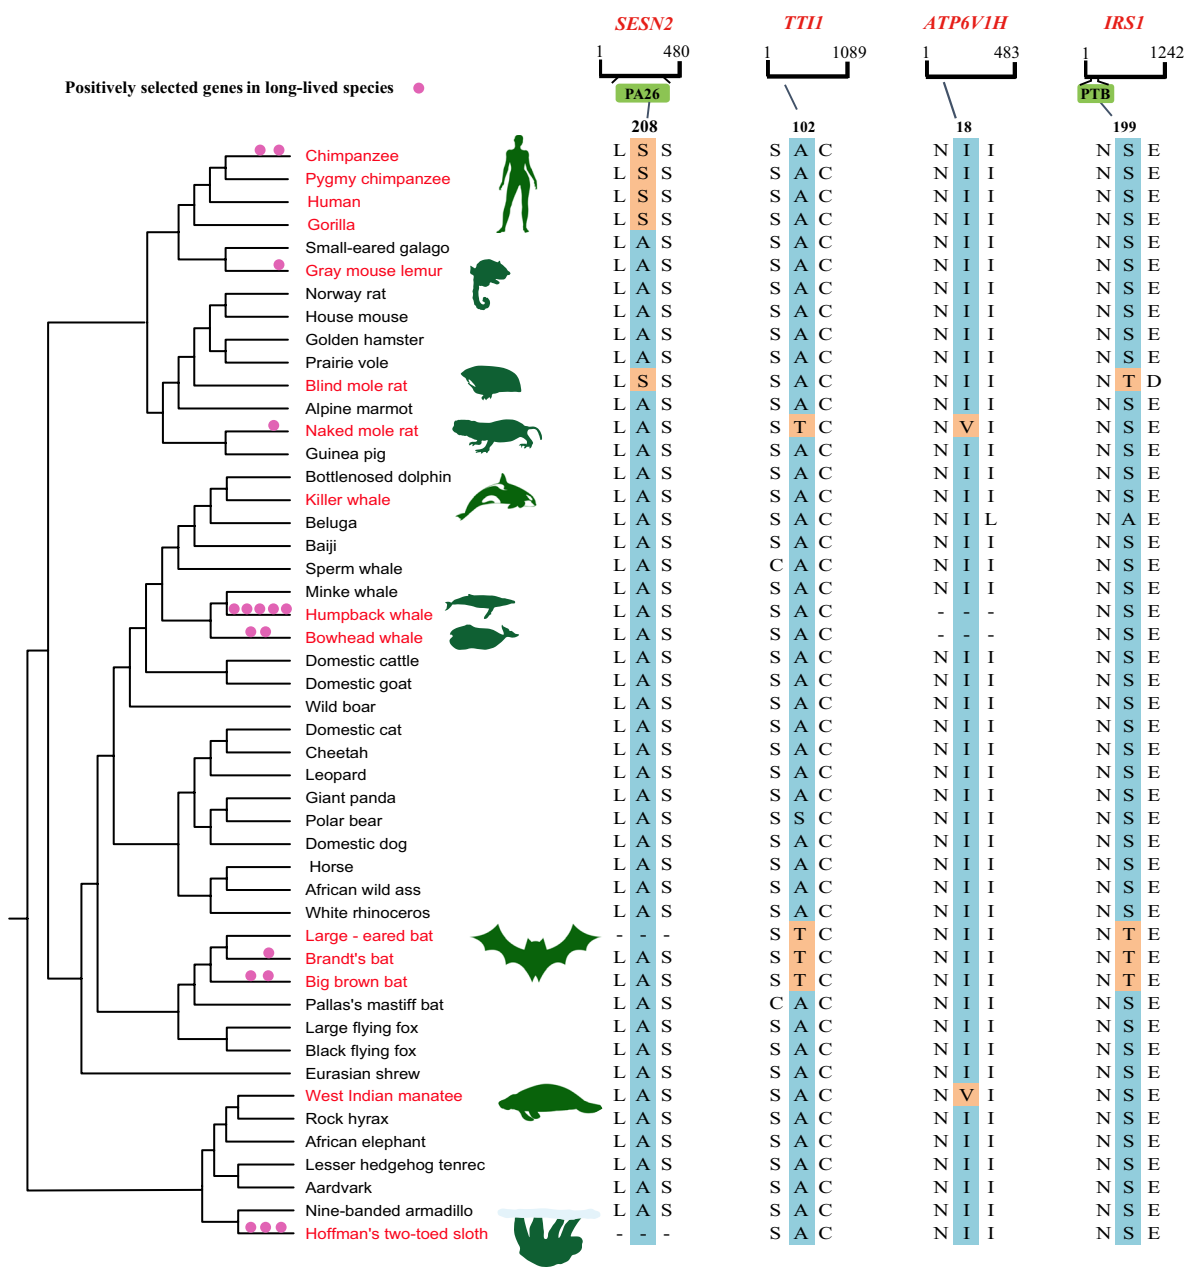 SESN2 TTI1 ATP6V1H IRS1
1 480 1 1089 1 483 1 1242
Positively selected genes in long-lived species
PA26 PTB
208 102 18 199
Chimpanzee L S S S A C N I I N S E
Pygmy chimpanzee L S S S A C N I I N S E
Human L S S S A C N I I N S E
Gorilla L S S S A C N I I N S E
Small-eared galago L A S S A C N I I N S E
Gray mouse lemur L A S S A C N I I N S E
Norway rat L A S S A C N I I N S E
House mouse L A S S A C N I I N S E
Golden hamster L A S S A C N I I N S E
Prairie vole L A S S A C N I I N S E
Blind mole rat L S S S A C N I I N T D
Alpine marmot L A S S A C N I I N S E
Naked mole rat L A S S T C N V I N S E
Guinea pig L A S S A C N I I N S E
Bottlenosed dolphin L A S S A C N I I N S E
Killer whale L A S S A C N I I N S E
Beluga L A S S A C N I L N A E
Baiji L A S S A C N I I N S E
Sperm whale L A S C A C N I I N S E
Minke whale L A S S A C N I I N S E
Humpback whale L A S S A C - - - N S E
Bowhead whale L A S S A C - - - N S E
Domestic cattle L A S S A C N I I N S E
Domestic goat L A S S A C N I I N S E
Wild boar L A S S A C N I I N S E
Domestic cat L A S S A C N I I N S E
Cheetah L A S S A C N I I N S E
Leopard L A S S A C N I I N S E
Giant panda L A S S A C N I I N S E
Polar bear L A S S S C N I I N S E
Domestic dog L A S S A C N I I N S E
Horse L A S S A C N I I N S E
African wild ass L A S S A C N I I N S E
White rhinoceros L A S S A C N I I N S E
Large - eared bat - - - S T C N I I N T E
Brandt's bat L A S S T C N I I N T E
Big brown bat L A S S T C N I I N T E
Pallas's mastiff bat L A S C A C N I I N S E
Large flying fox L A S S A C N I I N S E
Black flying fox L A S S A C N I I N S E
Eurasian shrew L A S S A C N I I N S E
West Indian manatee L A S S A C N V I N S E
Rock hyrax L A S S A C N I I N S E
African elephant L A S S A C N I I N S E
Lesser hedgehog tenrec L A S S A C N I I N S E
Aardvark L A S S A C N I I N S E
Nine-banded armadillo L A S S A C N I I N S E
Hoffman's two-toed sloth - - - S A C N I I N S E